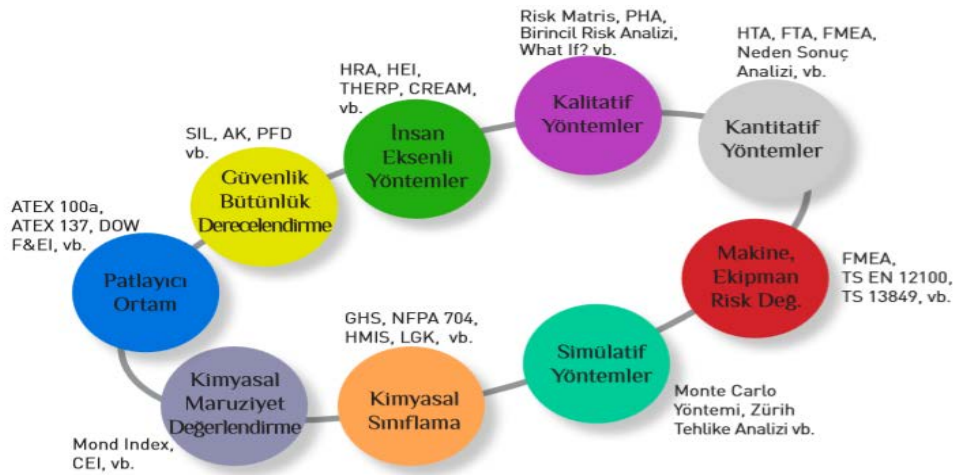 Risk Matris, PHA,
Birincil Risk Analizi,
What If? vb.
HTA, FTA, FMEA,
Neden Sonuç
Analizi, vb.
HRA, HEI,
THERP, CREAM,
vb.
Kalitatif
Yöntemler
Kantitatif
Yöntemler
SIL, AK, PFD
vb.
İnsan
Eksenli
Yöntemler
Güvenlik
Bütünlük
Derecelendirme
ATEX 100a,
ATEX 137, DOW
F&EI, vb.
Patlayıcı
Ortam
Makine,
Ekipman
Risk Değ.
FMEA,
TS EN 12100,
TS 13849, vb.
GHS, NFPA 704,
HMIS, LGK, vb.
Simülatif
Yöntemler
Kimyasal
Maruziyet
Değerlendirme
Kimyasal
Sınıflama
Monte Carlo
Yöntemi, Zürih
Tehlike Analizi vb.
Mond Index,
CEI, vb.